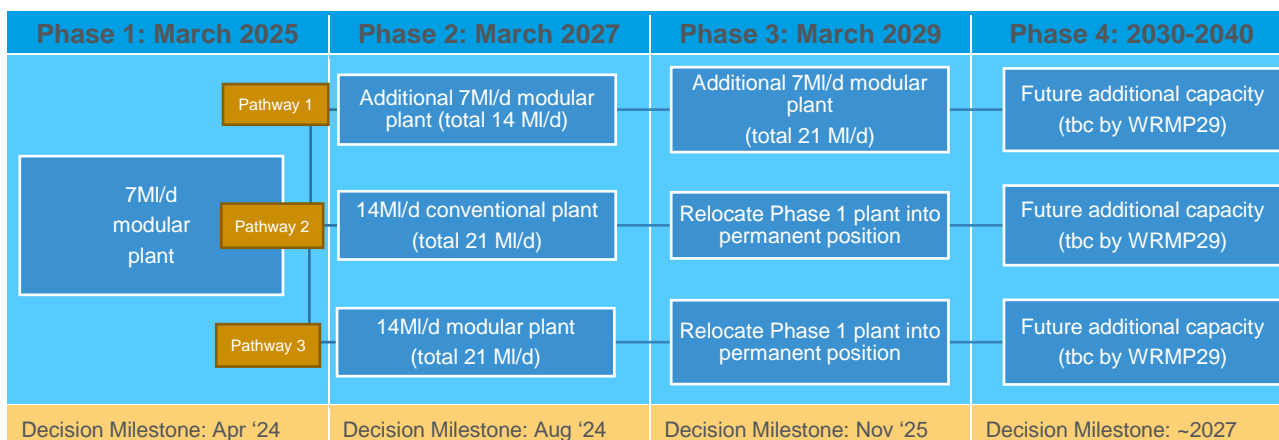 Phase 1: March 2025
Phase 2: March 2027
Phase 3: March 2029
Phase 4: 2030-2040
Pathway 1
Additional 7Ml/d modular
plant (total 14 Ml/d)
Additional 7Ml/d modular
plant
(total 21 Ml/d)
Future additional capacity
(tbc by WRMP29)
7Ml/d
modular
plant
Pathway 2
14Ml/d conventional plant
(total 21 Ml/d)
Relocate Phase 1 plant into
permanent position
Future additional capacity
(tbc by WRMP29)
Pathway 3
14Ml/d modular plant
(total 21 Ml/d)
Relocate Phase 1 plant into
permanent position
Future additional capacity
(tbc by WRMP29)
Decision Milestone: Apr ‘24
Decision Milestone: Aug ‘24
Decision Milestone: Nov ‘25
Decision Milestone: ~2027